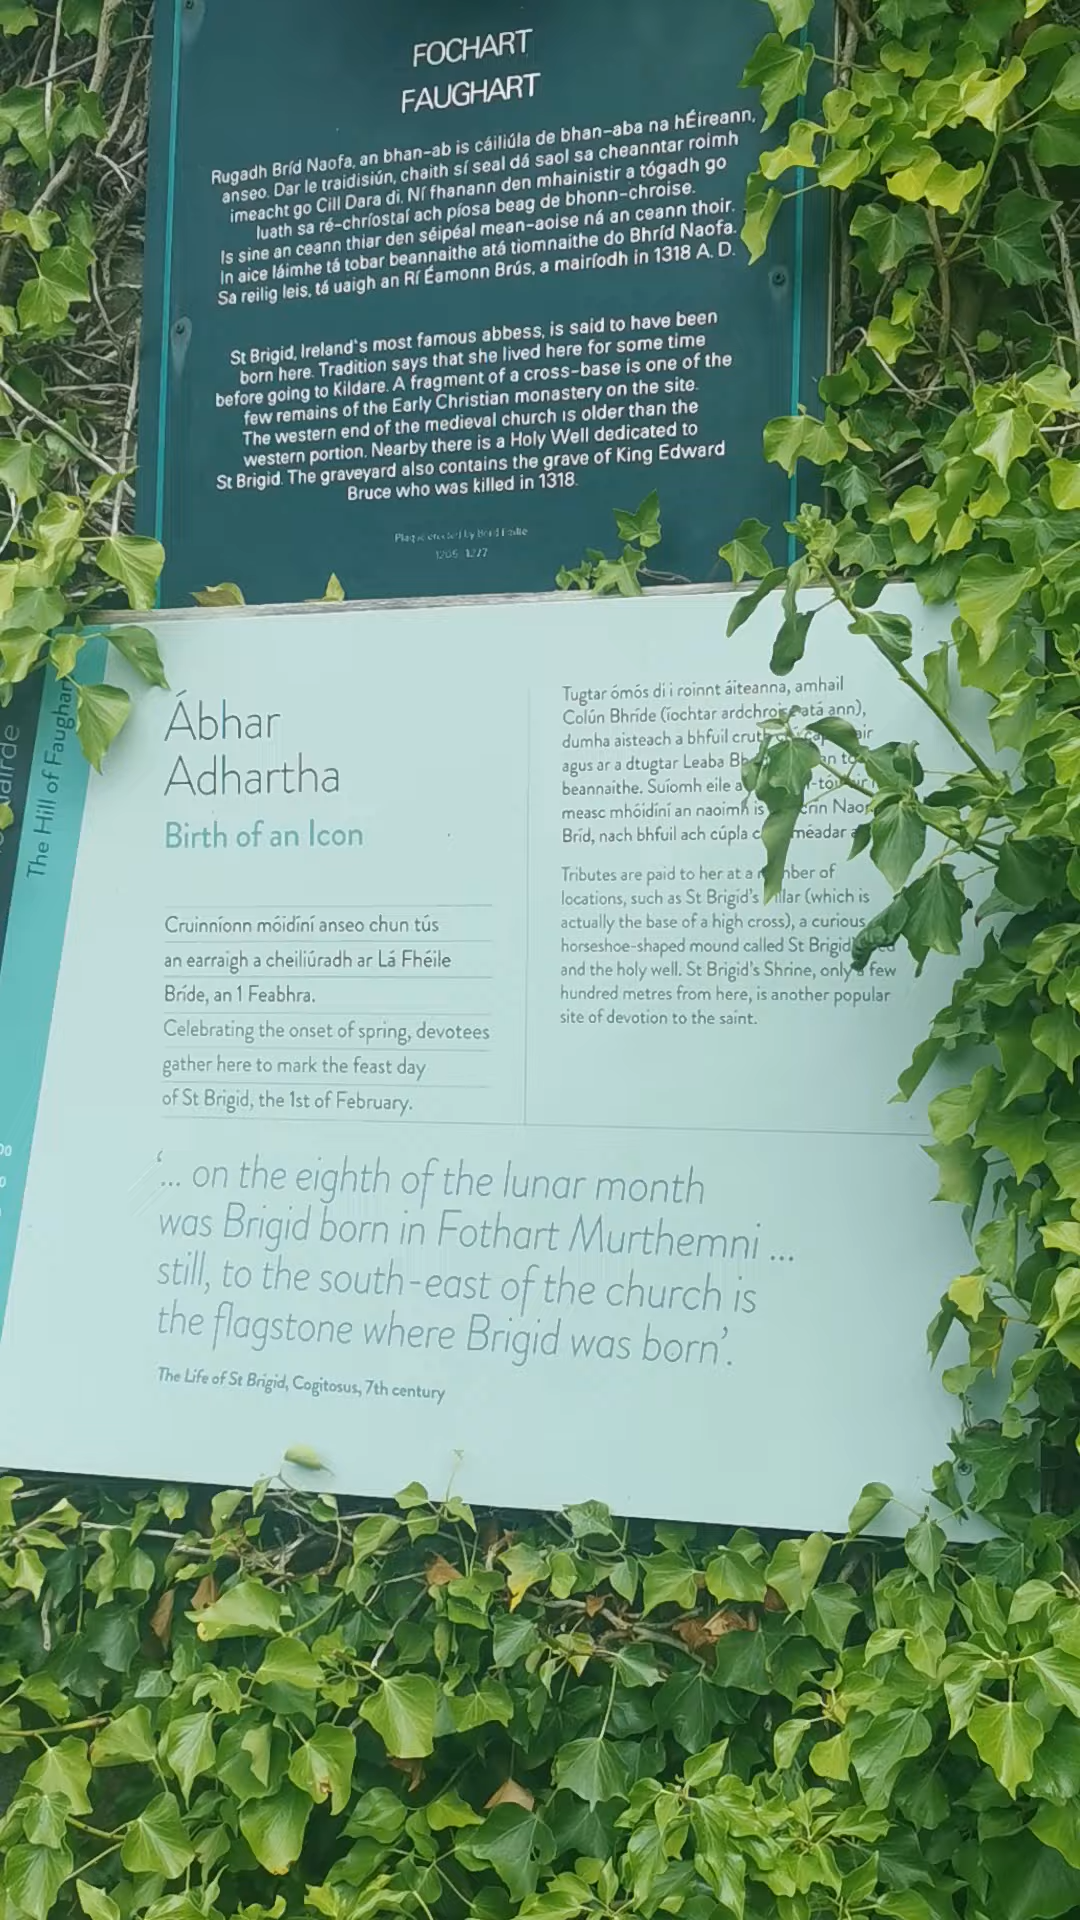 FOCHART
FAUGHART
Rugadh Bríd Naofa, an bhan-ab is cáiliúla de bhan-aba na hÉireann,
anseo. Dar le traidisiún, chaith sí seal dá saol sa cheanntar roimh
imeacht go Cill Dara di. Ní fhanann den mhainistir a tógadh go
luath sa ré-chríostaí ach píosa beag de bhonn-chroise.
Is sine an ceann thiar den séipéal mean-aoise ná an ceann thoir.
In aice láimhe tá tobar beannaithe atá tiomnaithe do Bhríd Naofa.
Sa reilig leis, tá uaigh an Rí Éamonn Brús, a mairíodh in 1318 A. D.
St Brigid, Ireland's most famous abbess, is said to have been
born here. Tradition says that she lived here for some time
before going to Kildare. A fragment of a cross-base is one of the
few remains of the Early Christian monastery on the site.
The western end of the medieval church is older than the
western portion. Nearby there is a Holy Well dedicated to
St Brigid. The graveyard also contains the grave of King Edward
Bruce who was killed in 1318.
Plaque erected by Bord Failte
The Hill of Faughart
Ábhar
Adhartha
Birth of an Icon
Cruinníonn móidíní anseo chun tús
an earraigh a cheiliúradh ar Lá Fhéile
Bríde, an 1 Feabhra.
Celebrating the onset of spring, devotees
gather here to mark the feast day
of St Brigid, the 1st of February.
Tugtar ómós di i roinnt áiteanna, amhail
Colún Bhríde (íochtar ardchroise atá ann),
dumha aisteach a bhfuil cruth
agus ar a dtugtar Leaba
beannaithe. Suíomh eile
measc mhóidíní an naoimh is
Bríd, nach bhfuil ach cúpla méadar
Tributes are paid to her at a number of
locations, such as St Brigid's Pillar (which is
actually the base of a high cross), a curious
horseshoe-shaped mound called St Brigid's
and the holy well. St Brigid's Shrine, only a few
hundred metres from here, is another popular
site of devotion to the saint.
'... on the eighth of the lunar month
was Brigid born in Fothart Murthemni ...
still, to the south-east of the church is
the flagstone where Brigid was born'.
The Life of St Brigid, Cogitosus, 7th century